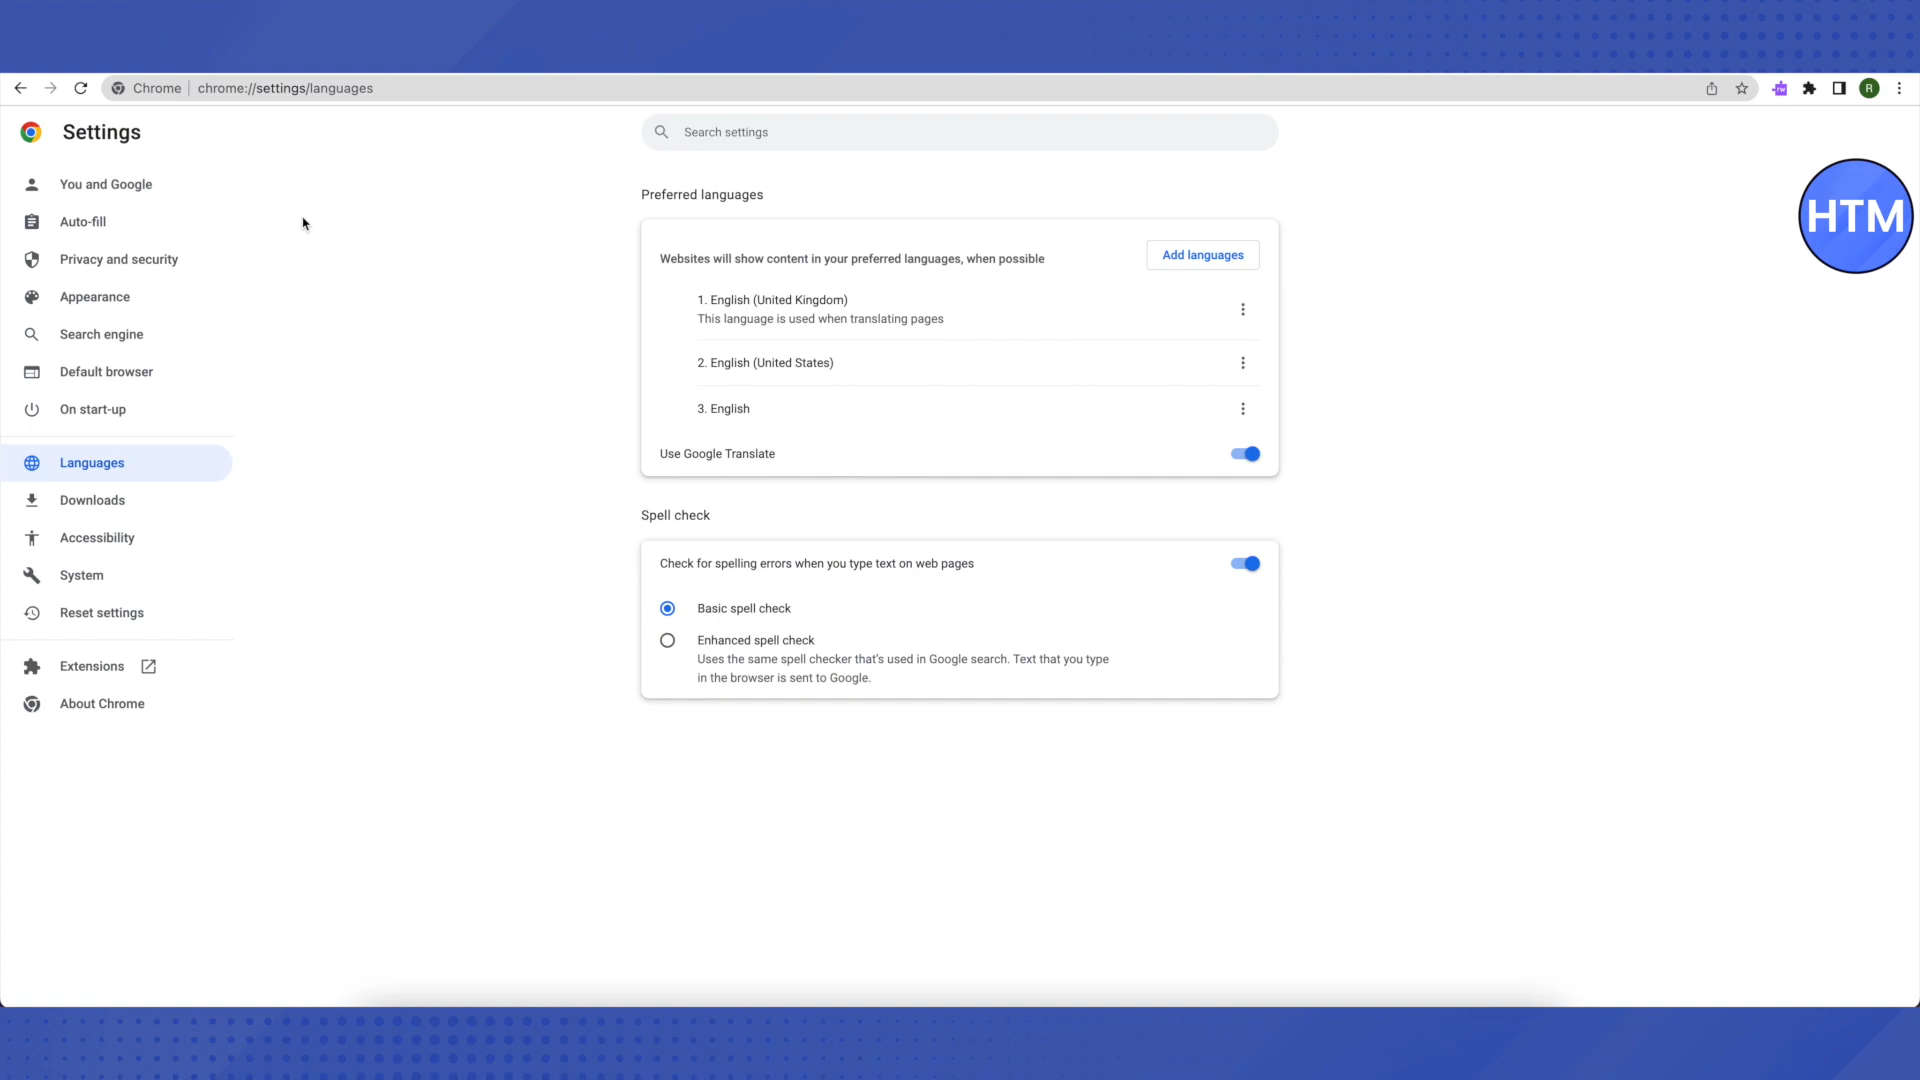 Chrome
chrome://settings/languages
R
Settings
Search settings
HTM
You and Google
Auto-fill
Privacy and security
Appearance
Search engine
Default browser
On start-up
Languages
Downloads
Accessibility
System
Reset settings
Extensions
About Chrome
Preferred languages
Websites will show content in your preferred languages, when possible
Add languages
1. English (United Kingdom)
This language is used when translating pages
2. English (United States)
3. English
Use Google Translate
Spell check
Check for spelling errors when you type text on web pages
Basic spell check
Enhanced spell check
Uses the same spell checker that's used in Google search. Text that you type
in the browser is sent to Google.